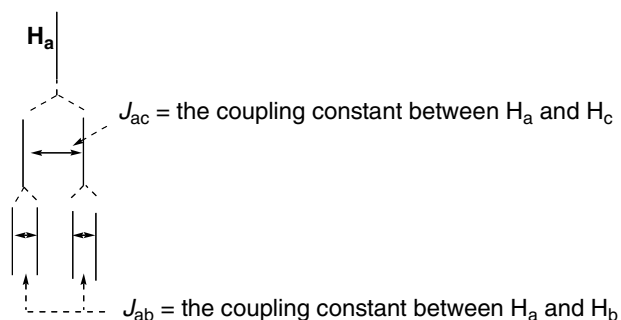 Ha
Jac = the coupling constant between Ha and Hc
Jab = the coupling constant between Ha and Hb